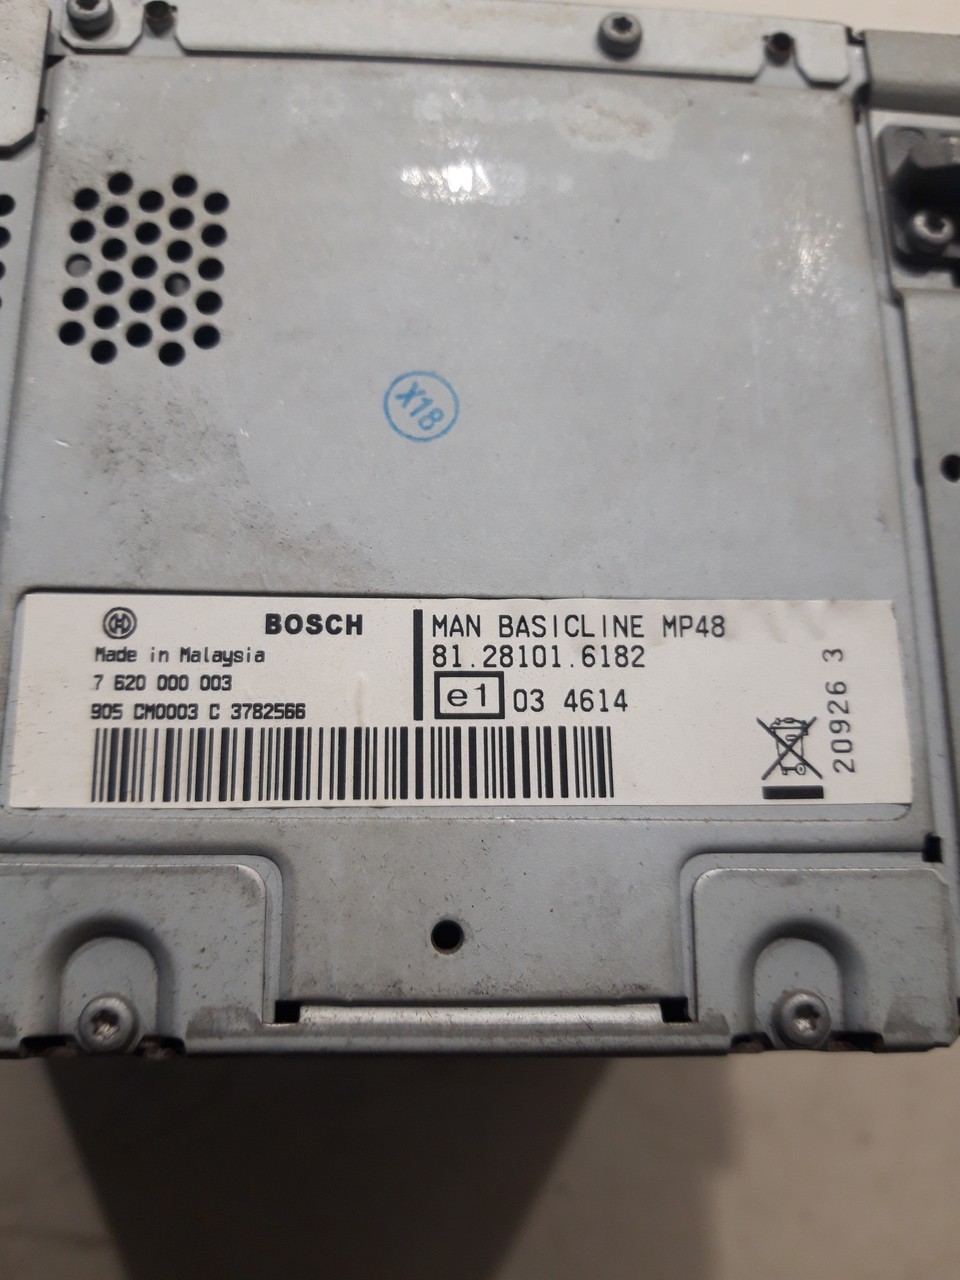 X18
BOSCH
Made in Malaysia
7 620 000 003
905 CM0003 C 3782566
MAN BASICLINE MP48
81.28101.6182
e1 03 4614
20926 3